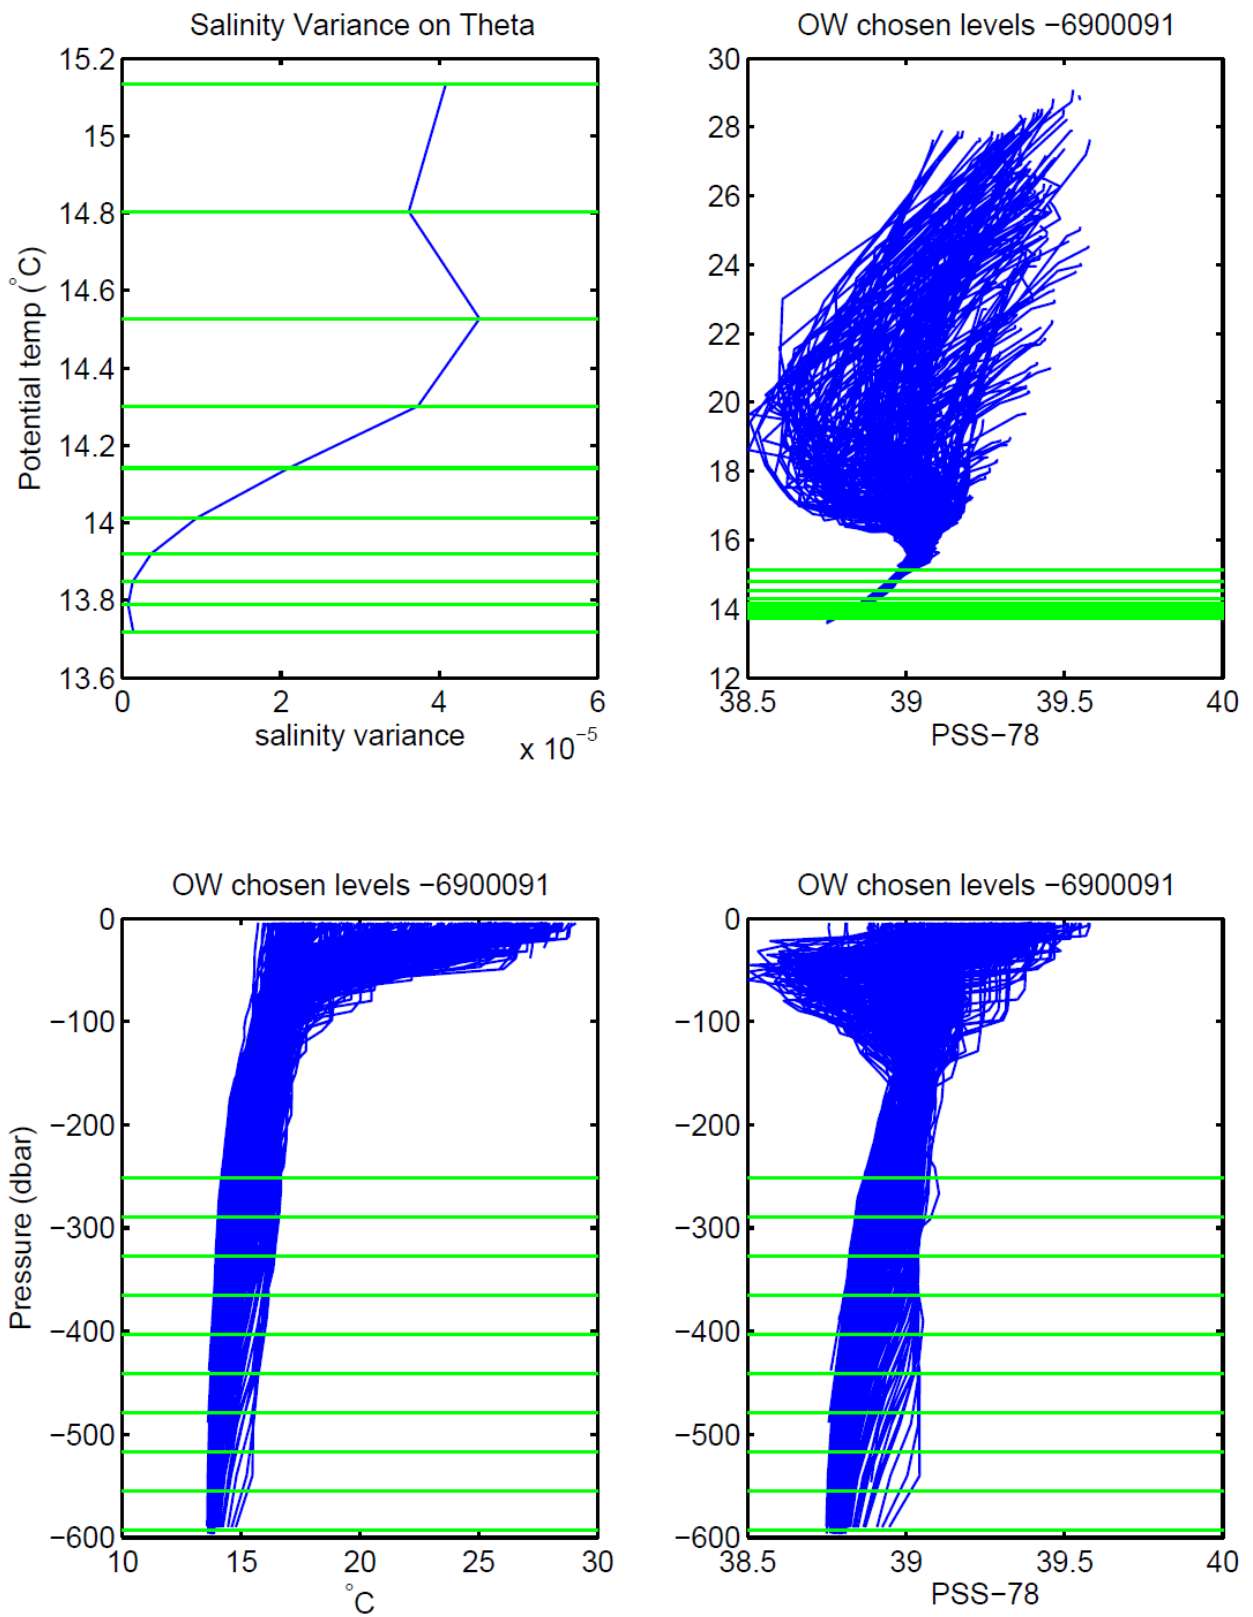 Salinity Variance on Theta
15.2
15
14.8
14.6
14.4
14.2
14
13.8
13.6
Potential temp (°C)
0 2 4 6
salinity variance
x 10⁻⁵
OW chosen levels −6900091
30
28
26
24
22
20
18
16
14
12
38.5 39 39.5 40
PSS−78
OW chosen levels −6900091
0
−100
−200
−300
−400
−500
−600
Pressure (dbar)
10 15 20 25 30
°C
OW chosen levels −6900091
0
−100
−200
−300
−400
−500
−600
38.5 39 39.5 40
PSS−78